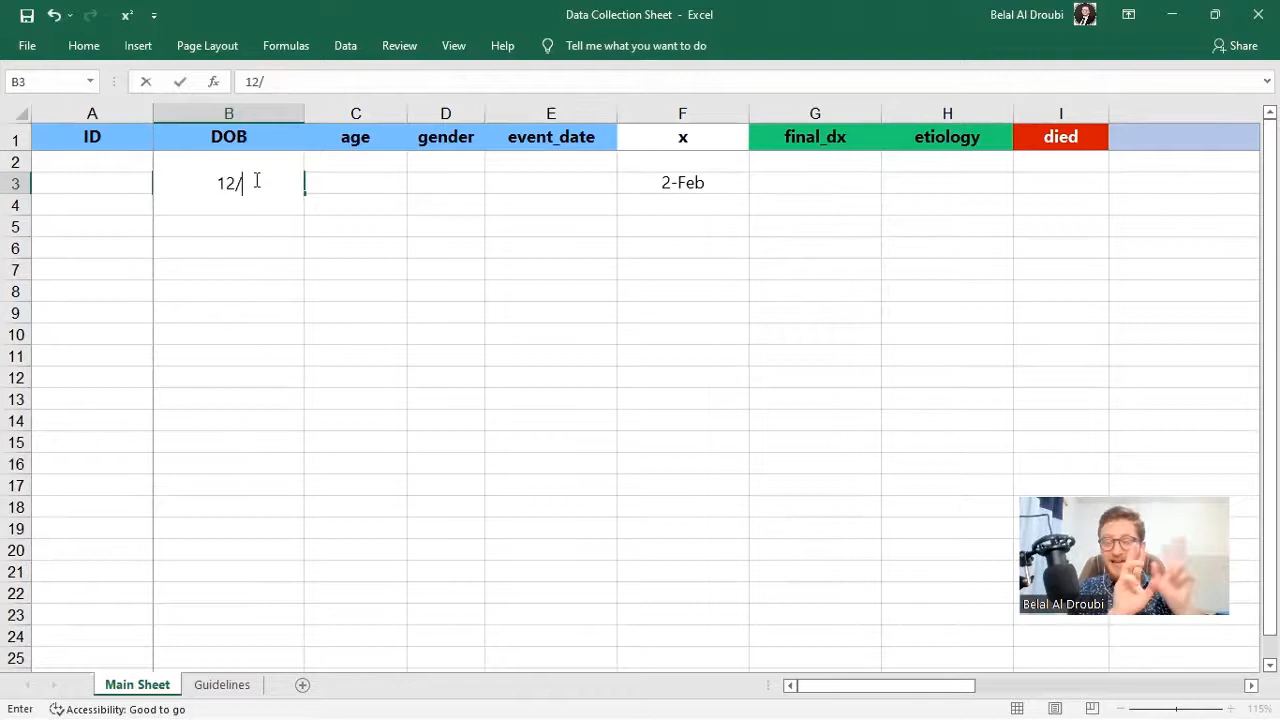 Data Collection Sheet - Excel
Belal Al Droubi
File Home Insert Page Layout Formulas Data Review View Help Tell me what you want to do Share
B3 fx 12/
A B C D E F G H I
1 ID DOB age gender event_date x final_dx etiology died
2
3 12/ 2-Feb
4
5
6
7
8
9
10
11
12
13
14
15
16
17
18
19
20
21
22
23
24
25
Belal Al Droubi
Main Sheet Guidelines
Enter Accessibility: Good to go 115%